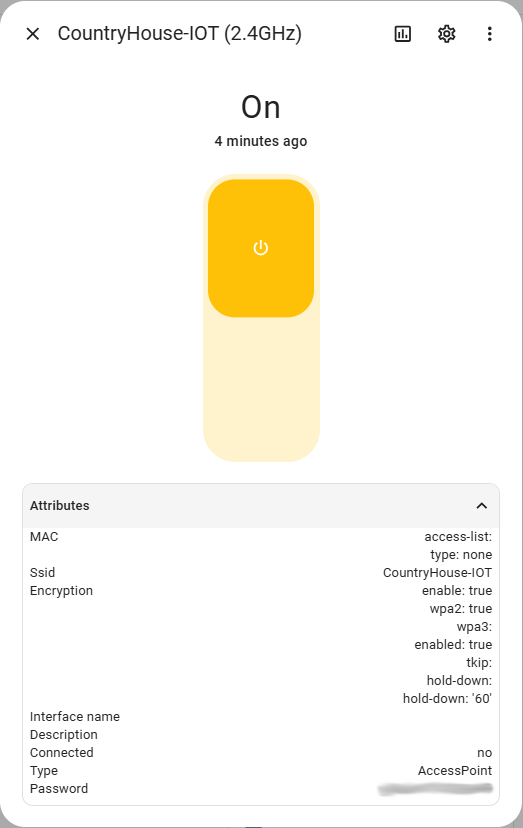 CountryHouse-IOT (2.4GHz)
On
4 minutes ago
Attributes
MAC access-list:
type: none
Ssid CountryHouse-IOT
Encryption enable: true
wpa2: true
wpa3:
enabled: true
tkip:
hold-down:
hold-down: '60'
Interface name
Description
Connected no
Type AccessPoint
Password